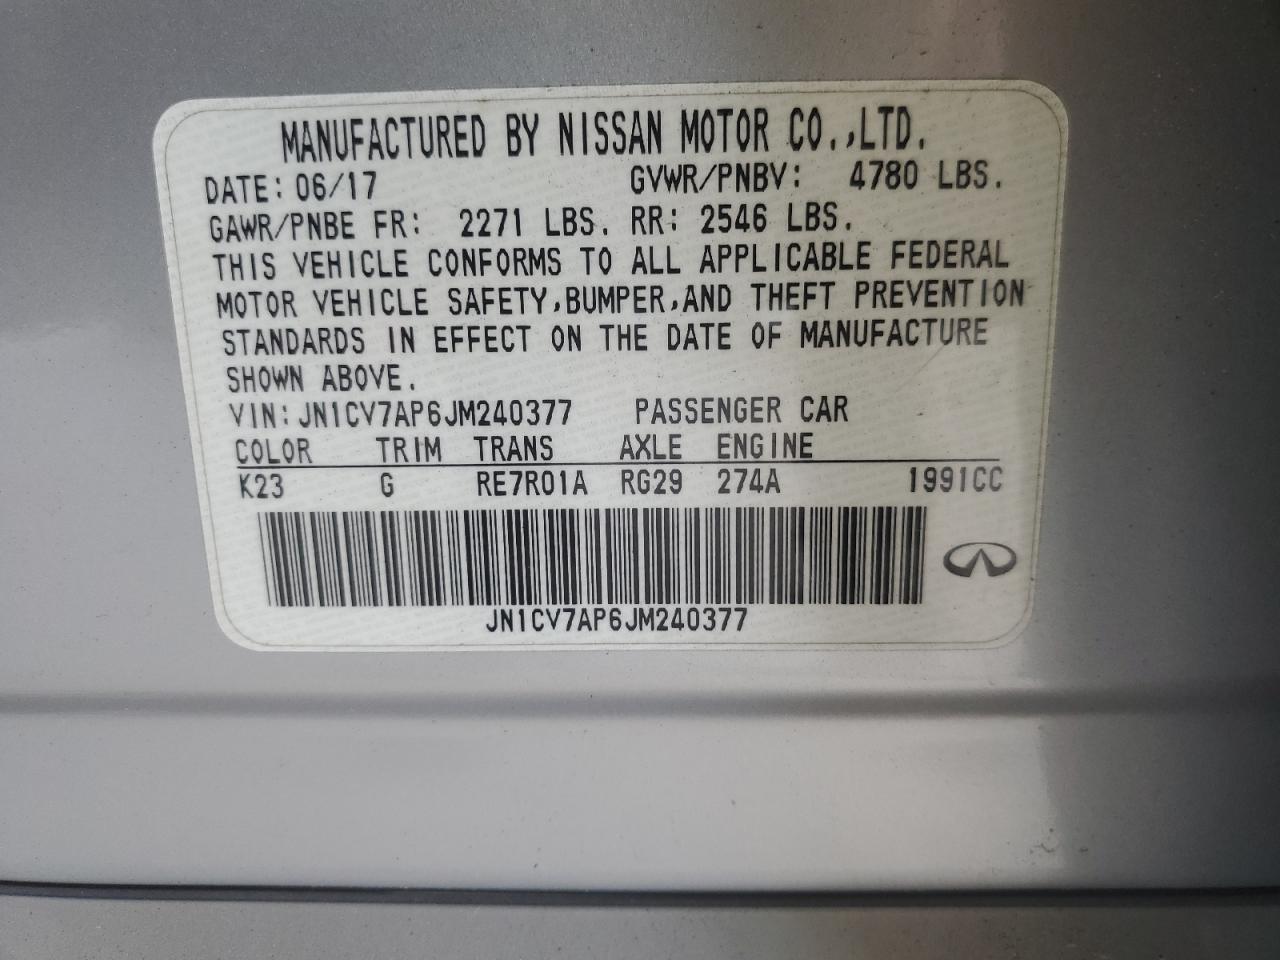 MANUFACTURED BY NISSAN MOTOR CO.,LTD.
DATE: 06/17 GVWR/PNBV: 4780 LBS.
GAWR/PNBE FR: 2271 LBS. RR: 2546 LBS.
THIS VEHICLE CONFORMS TO ALL APPLICABLE FEDERAL
MOTOR VEHICLE SAFETY,BUMPER,AND THEFT PREVENTION
STANDARDS IN EFFECT ON THE DATE OF MANUFACTURE
SHOWN ABOVE.
VIN: JN1CV7AP6JM240377 PASSENGER CAR
COLOR TRIM TRANS AXLE ENGINE
K23 G RE7R01A RG29 274A 1991CC
JN1CV7AP6JM240377